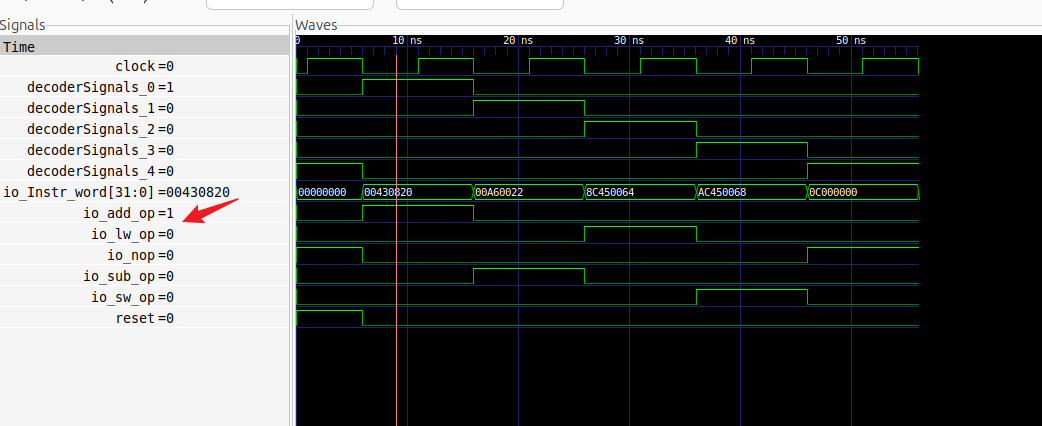 Signals
Waves
Time
0 10 ns 20 ns 30 ns 40 ns 50 ns
clock=0
decoderSignals_0=1
decoderSignals_1=0
decoderSignals_2=0
decoderSignals_3=0
decoderSignals_4=0
io_Instr_word[31:0]=00430820 00000000 00430820 00A60022 8C450064 AC450068 0C000000
io_add_op=1
io_lw_op=0
io_nop=0
io_sub_op=0
io_sw_op=0
reset=0